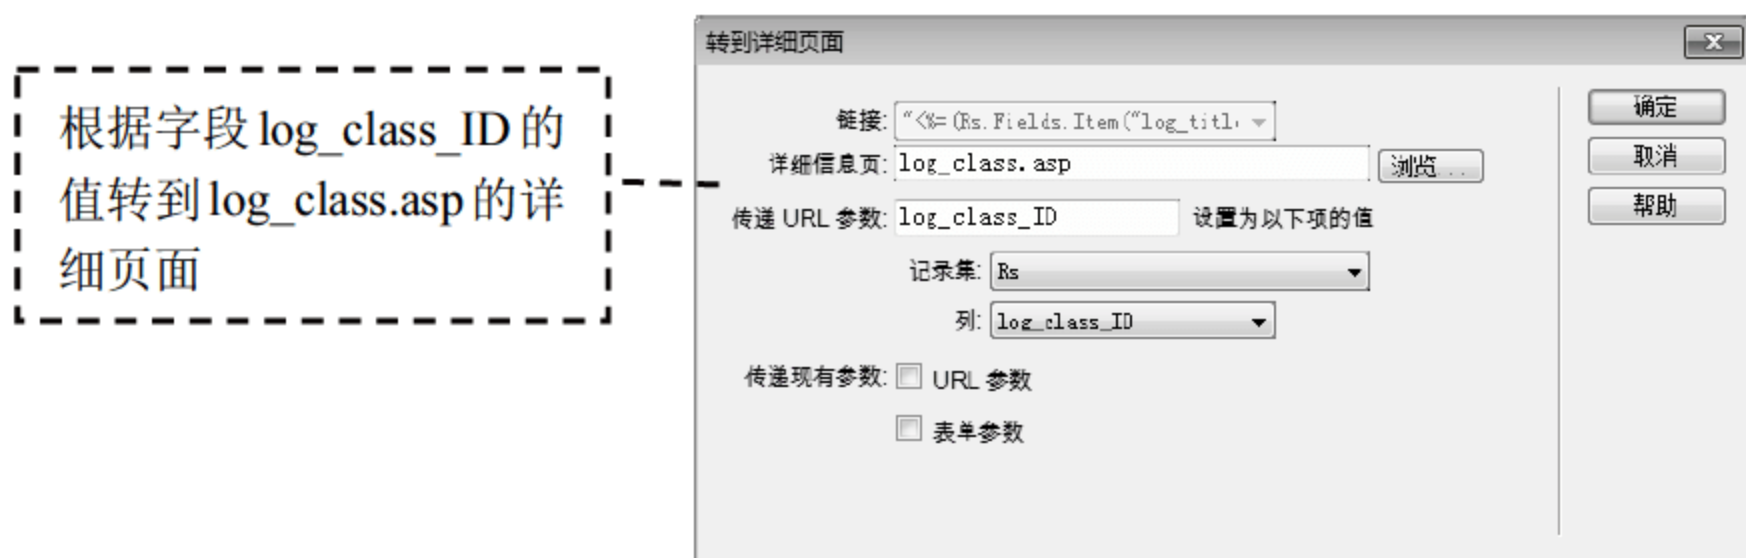 根据字段log_class_ID的
值转到log_class.asp的详
细页面
转到详细页面
链接: "<%=(Rs.Fields.Item("log_titl
详细信息页: log_class.asp 浏览...
传递 URL 参数: log_class_ID 设置为以下项的值
记录集: Rs
列: log_class_ID
传递现有参数: URL 参数
表单参数
确定
取消
帮助